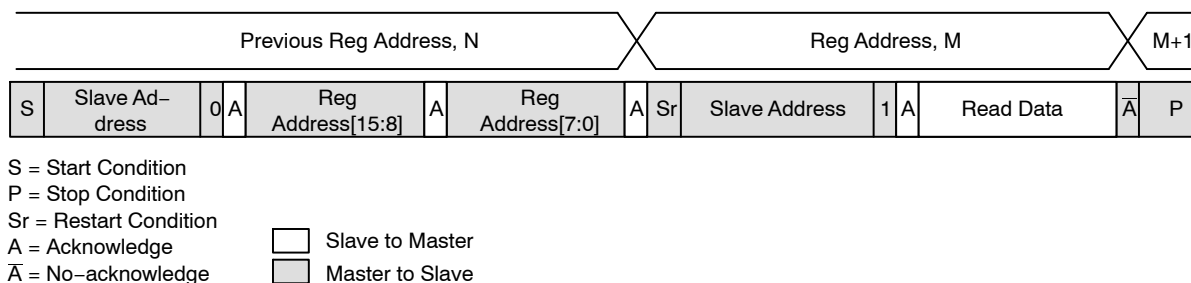 Previous Reg Address, N Reg Address, M M+1
S Slave Ad− dress 0 A Reg Address[15:8] A Reg Address[7:0] A Sr Slave Address 1 A Read Data A̅ P
S = Start Condition
P = Stop Condition
Sr = Restart Condition
A = Acknowledge
A̅ = No−acknowledge
Slave to Master
Master to Slave